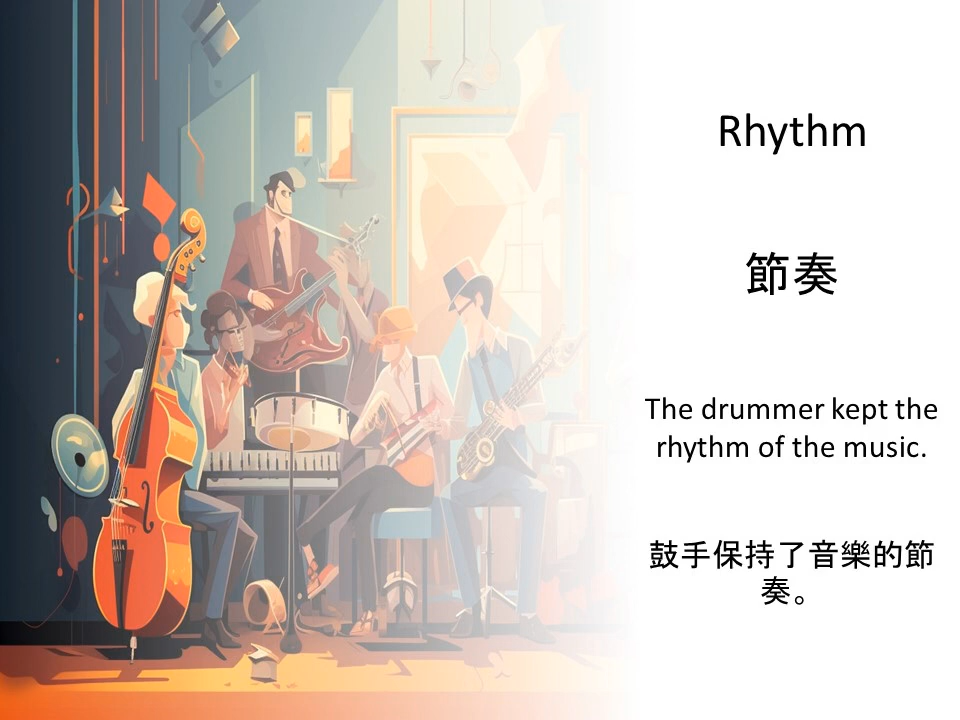 Rhythm
節奏
The drummer kept the
rhythm of the music.
鼓手保持了音樂的節
奏。